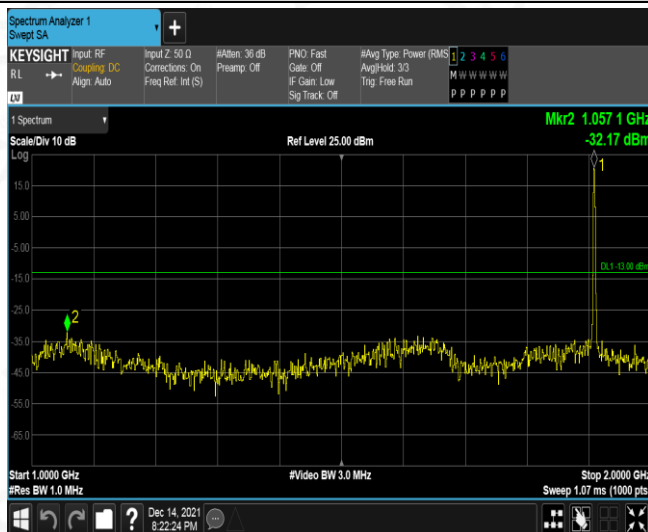 Spectrum Analyzer 1
Swept SA
+
KEYSIGHT
RL
LXI
Input: RF
Coupling: DC
Align: Auto
Input Z: 50 Ω
Corrections: On
Freq Ref: Int (S)
#Atten: 36 dB
Preamp: Off
PNO: Fast
Gate: Off
IF Gain: Low
Sig Track: Off
#Avg Type: Power (RMS
Avg|Hold: 3/3
Trig: Free Run
1 2 3 4 5 6
M W W W W W
P P P P P P
1 Spectrum
Mkr2 1.057 1 GHz
Scale/Div 10 dB
Ref Level 25.00 dBm
-32.17 dBm
Log
1
15.0
5.00
-5.00
DL1 -13.00 dBm
-15.0
-25.0
2
-35.0
-45.0
-55.0
-65.0
Start 1.0000 GHz
#Video BW 3.0 MHz
Stop 2.0000 GHz
#Res BW 1.0 MHz
Sweep 1.07 ms (1000 pts
?
Dec 14, 2021
8:22:24 PM